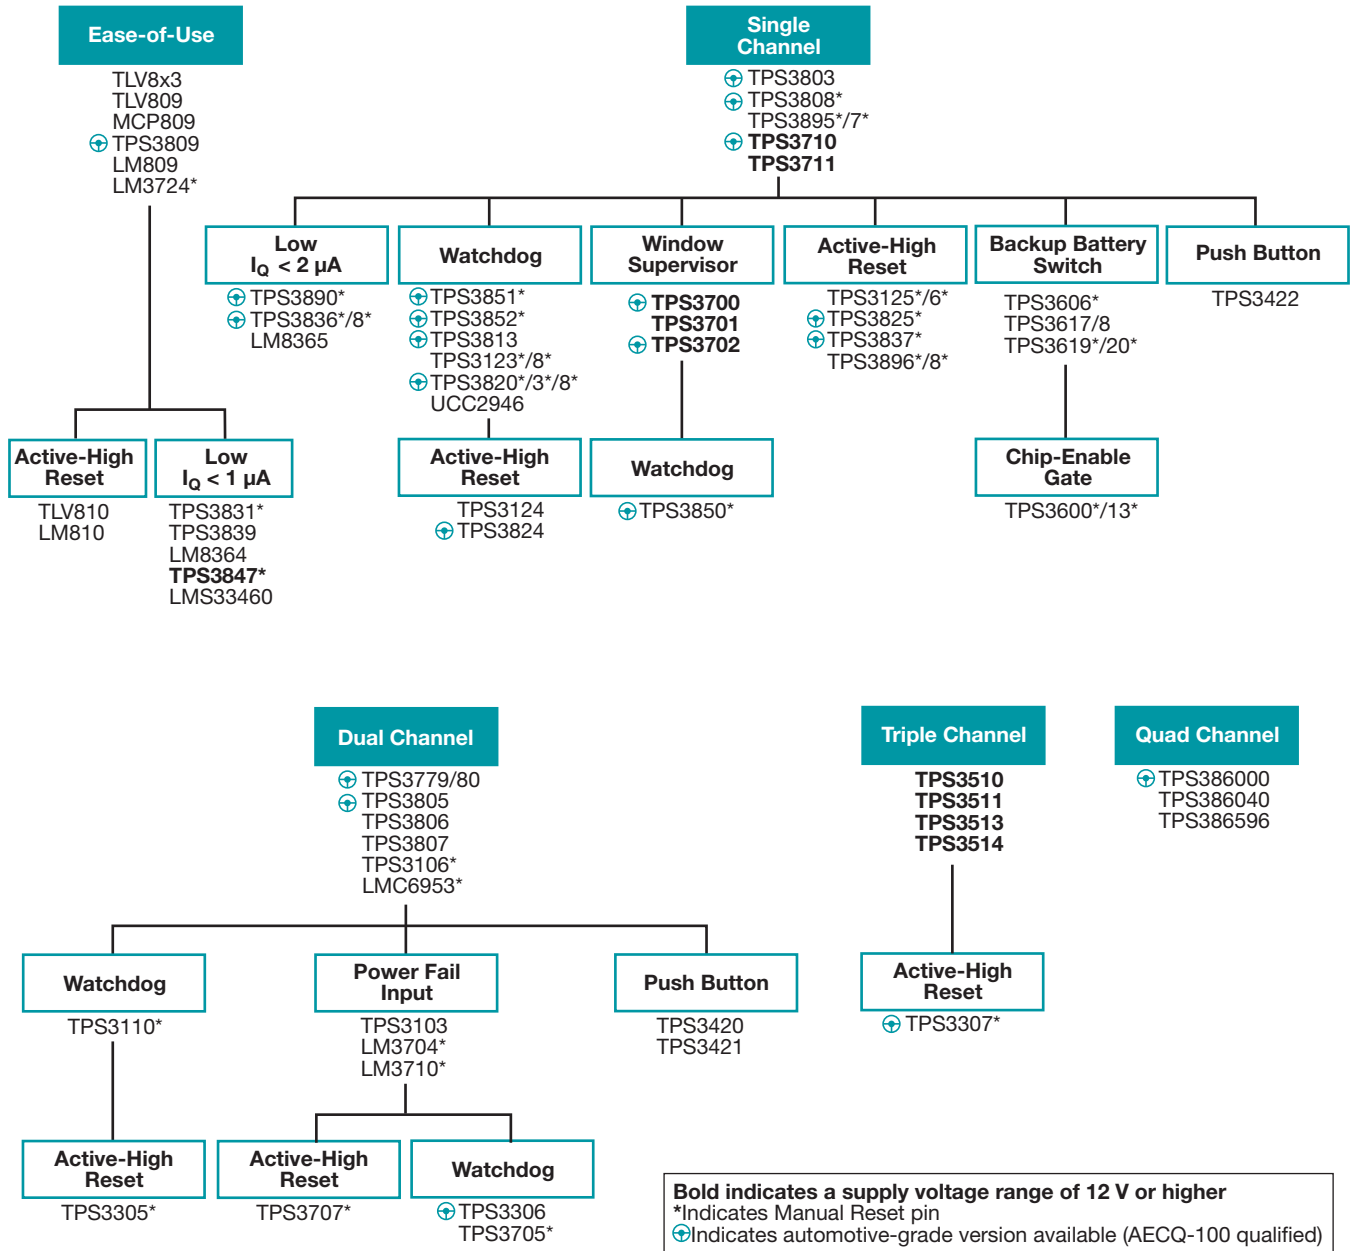 Ease-of-Use
TLV8x3
TLV809
MCP809
TPS3809
LM809
LM3724*
Active-High
Reset
TLV810
LM810
Low
IQ < 1 µA
TPS3831*
TPS3839
LM8364
TPS3847*
LMS33460
Single
Channel
TPS3803
TPS3808*
TPS3895*/7*
TPS3710
TPS3711
Low
IQ < 2 µA
TPS3890*
TPS3836*/8*
LM8365
Watchdog
TPS3851*
TPS3852*
TPS3813
TPS3123*/8*
TPS3820*/3*/8*
UCC2946
Active-High
Reset
TPS3124
TPS3824
Window
Supervisor
TPS3700
TPS3701
TPS3702
Watchdog
TPS3850*
Active-High
Reset
TPS3125*/6*
TPS3825*
TPS3837*
TPS3896*/8*
Backup Battery
Switch
TPS3606*
TPS3617/8
TPS3619*/20*
Chip-Enable
Gate
TPS3600*/13*
Push Button
TPS3422
Dual Channel
TPS3779/80
TPS3805
TPS3806
TPS3807
TPS3106*
LMC6953*
Watchdog
TPS3110*
Active-High
Reset
TPS3305*
Power Fail
Input
TPS3103
LM3704*
LM3710*
Active-High
Reset
TPS3707*
Watchdog
TPS3306
TPS3705*
Push Button
TPS3420
TPS3421
Triple Channel
TPS3510
TPS3511
TPS3513
TPS3514
Active-High
Reset
TPS3307*
Quad Channel
TPS386000
TPS386040
TPS386596
Bold indicates a supply voltage range of 12 V or higher
*Indicates Manual Reset pin
Indicates automotive-grade version available (AECQ-100 qualified)